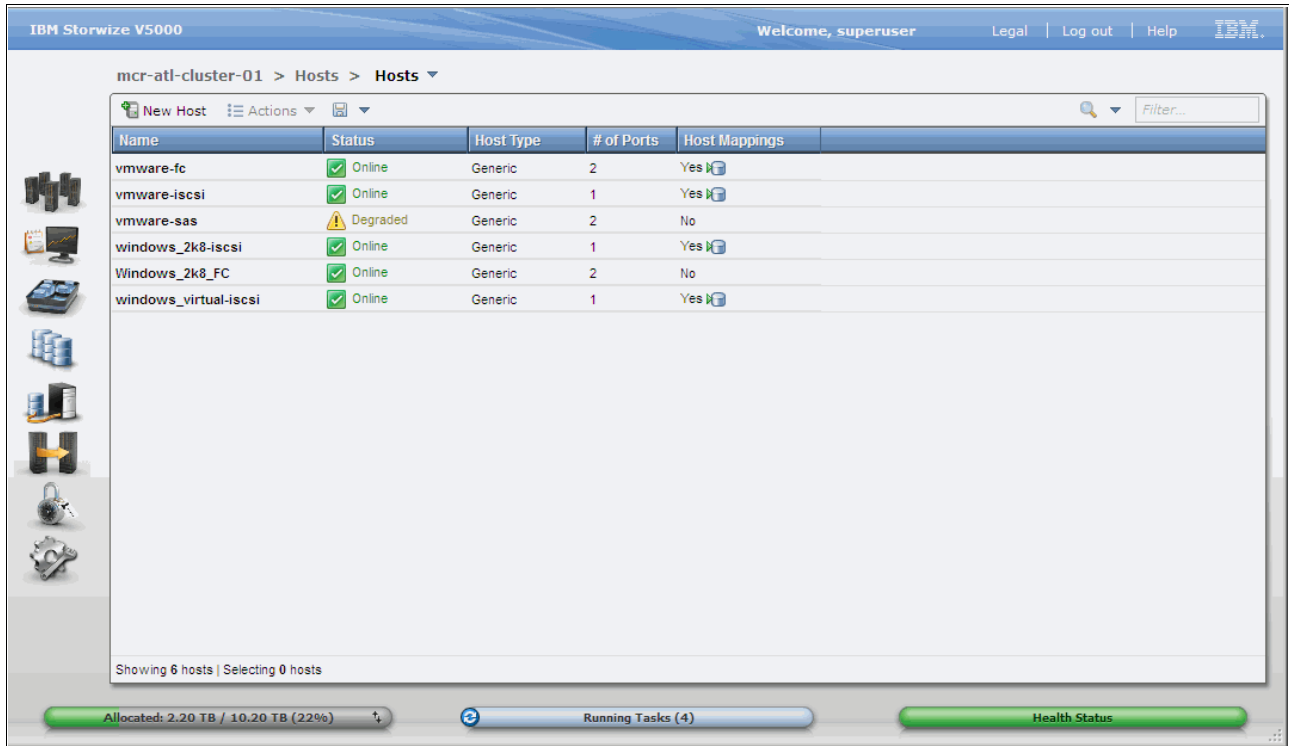 IBM Storwize V5000 Welcome, superuser Legal | Log out | Help IBM.
mcr-atl-cluster-01 > Hosts > Hosts
New Host Actions Filter...
Name Status Host Type # of Ports Host Mappings
vmware-fc Online Generic 2 Yes
vmware-iscsi Online Generic 1 Yes
vmware-sas Degraded Generic 2 No
windows_2k8-iscsi Online Generic 1 Yes
Windows_2k8_FC Online Generic 2 No
windows_virtual-iscsi Online Generic 1 Yes
Showing 6 hosts | Selecting 0 hosts
Allocated: 2.20 TB / 10.20 TB (22%) Running Tasks (4) Health Status